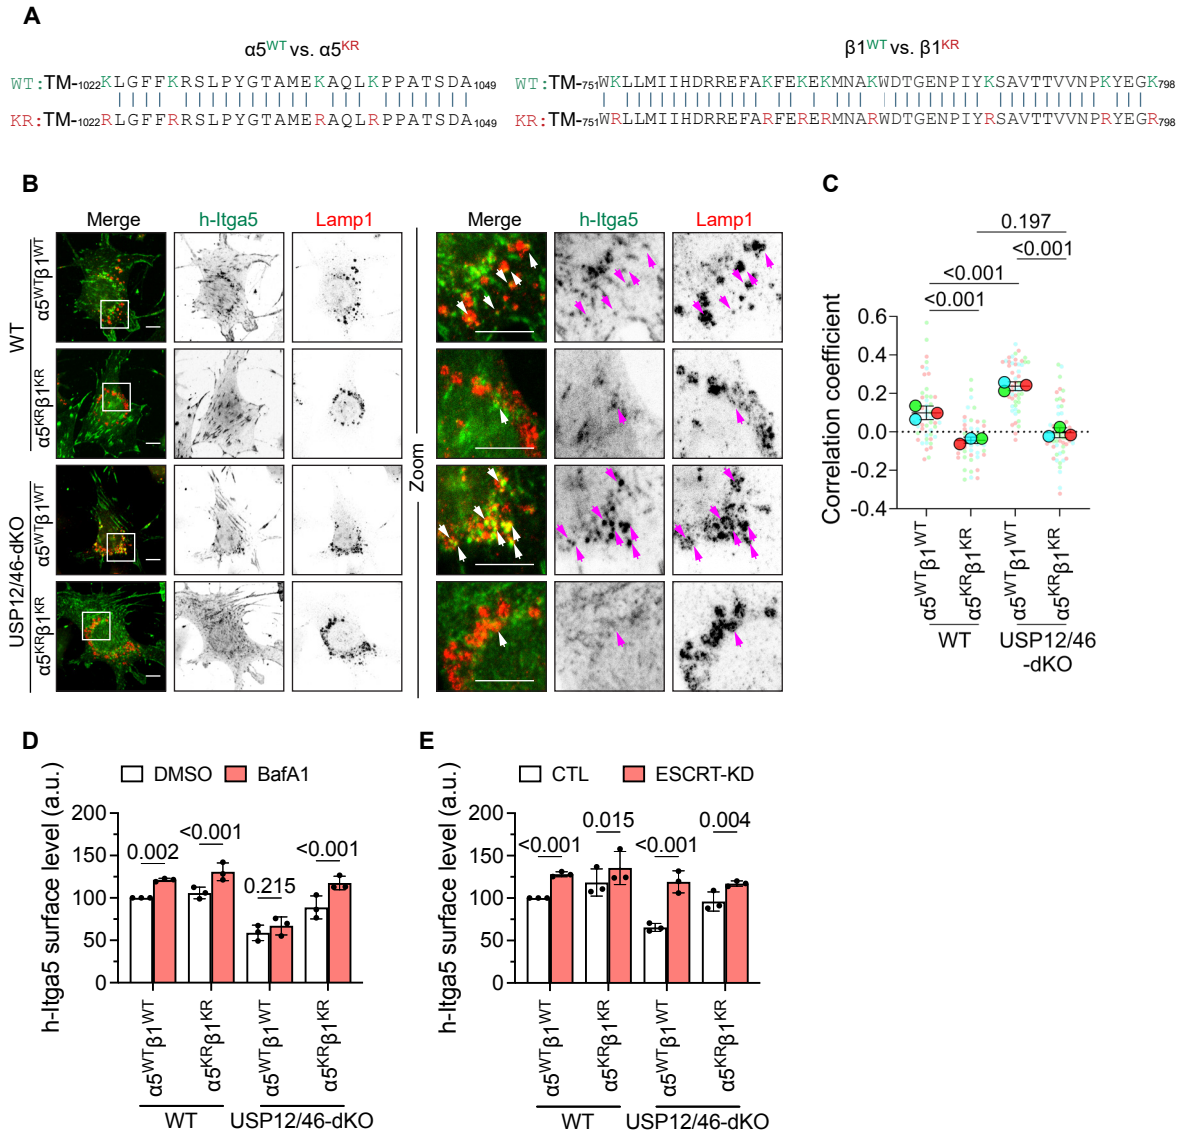 A
α5WT vs. α5KR
β1WT vs. β1KR
WT:TM-1022KLGFFKRSLPYGTAMEKAQLKPPATSDA1049
WT:TM-751WKLLMIIHDRREFAKFEKEKMNAKWDTGENPIYKSAVTTVVNPKYEGK798
KR:TM-1022RLGFFRRSLPYGTAMERAQLRPPATSDA1049
KR:TM-751WRLLMIIHDRREFARFERERMNARWDTGENPIYRSAVTTVVNPRYEGR798
B
Merge
h-Itga5
Lamp1
Merge
h-Itga5
Lamp1
Zoom
WT
α5WTβ1WT
α5KRβ1KR
USP12/46-dKO
α5WTβ1WT
α5KRβ1KR
C
0.197
<0.001
<0.001
<0.001
Correlation coefficient
0.6
0.4
0.2
0.0
-0.2
-0.4
α5WTβ1WT
α5KRβ1KR
α5WTβ1WT
α5KRβ1KR
WT
USP12/46
-dKO
D
DMSO
BafA1
h-Itga5 surface level (a.u.)
200
150
100
50
0
0.002
<0.001
0.215
<0.001
α5WTβ1WT
α5KRβ1KR
α5WTβ1WT
α5KRβ1KR
WT
USP12/46-dKO
E
CTL
ESCRT-KD
h-Itga5 surface level (a.u.)
200
150
100
50
0
<0.001
0.015
<0.001
0.004
α5WTβ1WT
α5KRβ1KR
α5WTβ1WT
α5KRβ1KR
WT
USP12/46-dKO